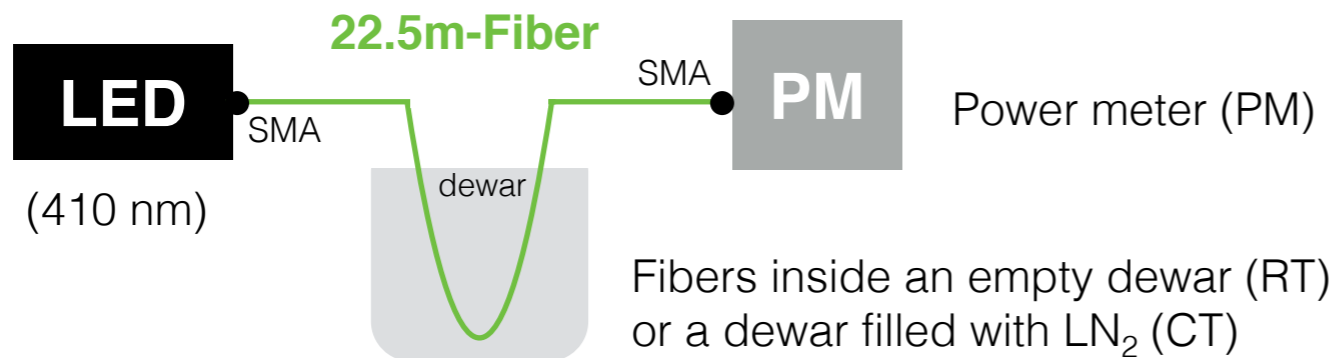 22.5m-Fiber
LED
SMA
SMA
PM
Power meter (PM)
dewar
(410 nm)
Fibers inside an empty dewar (RT)
or a dewar filled with LN₂ (CT)